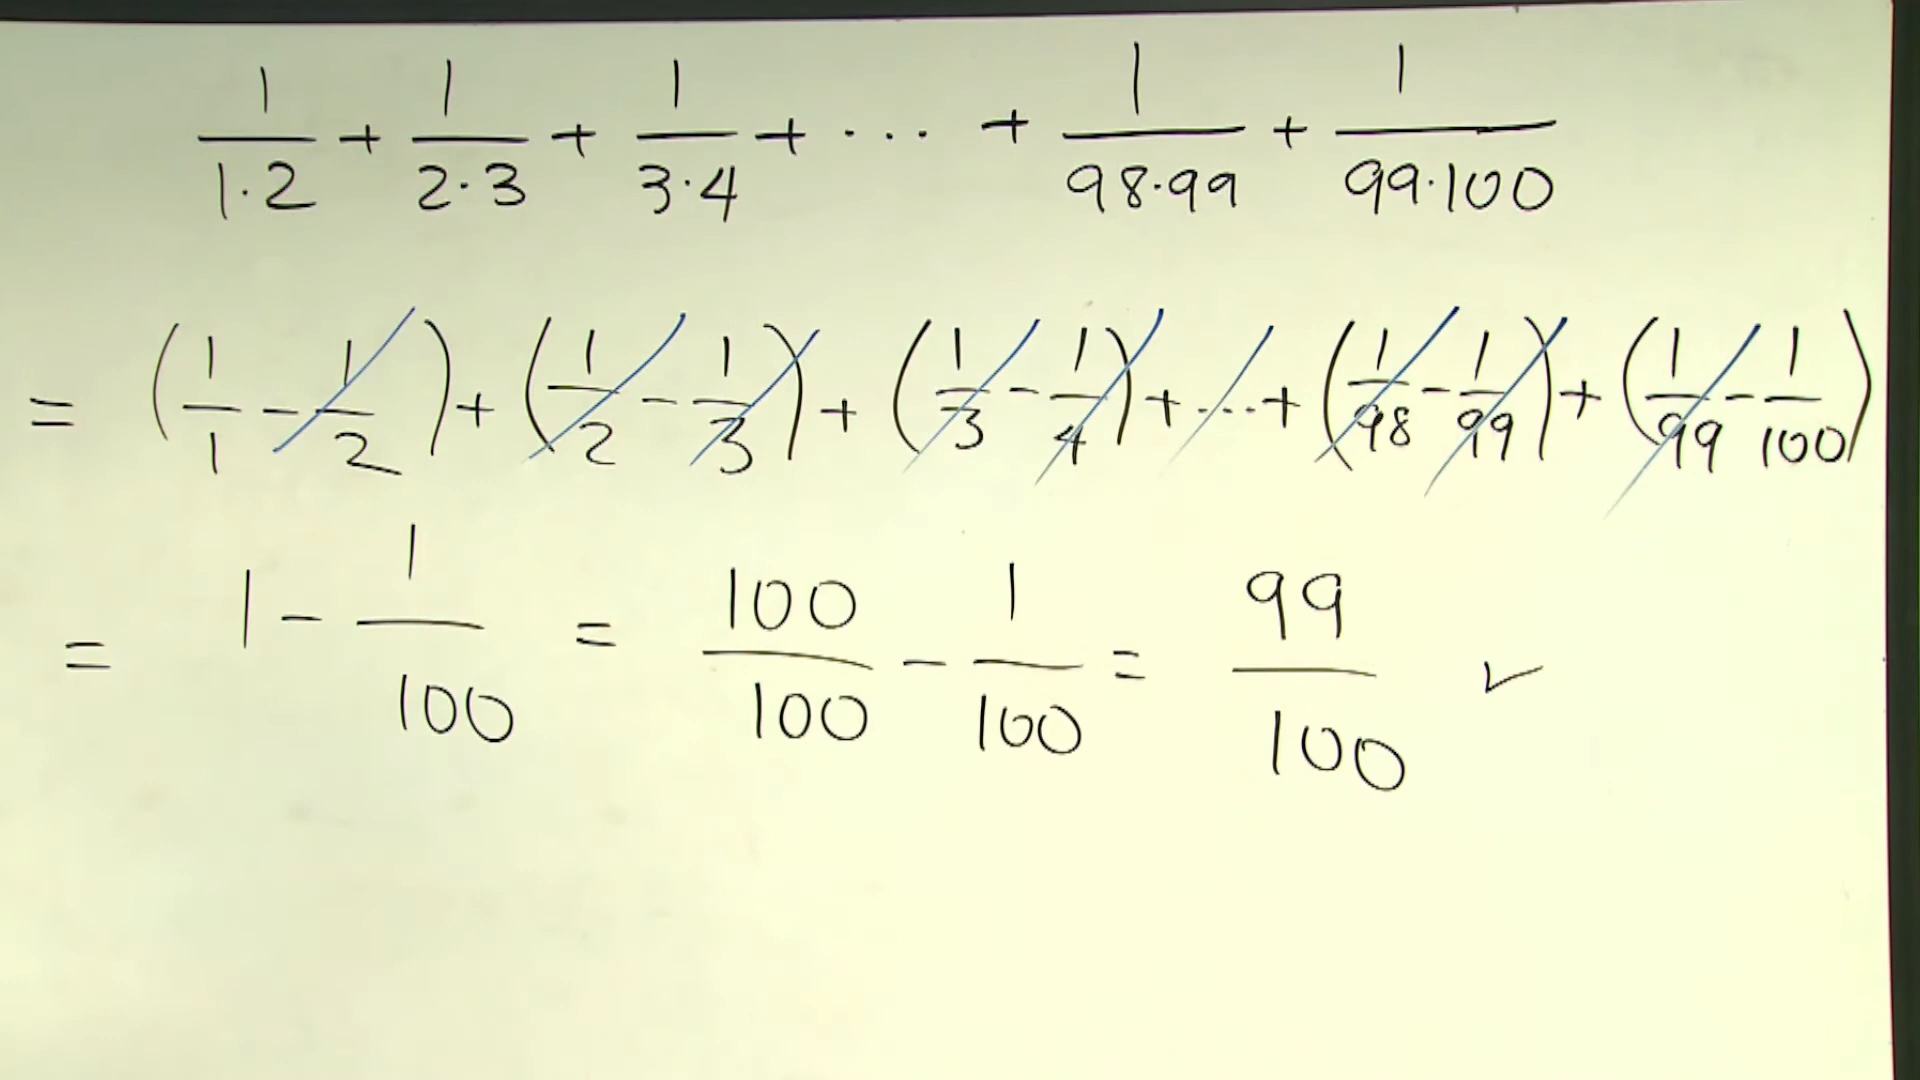 1/(1·2) + 1/(2·3) + 1/(3·4) + ··· + 1/(98·99) + 1/(99·100)
= (1/1 - 1/2) + (1/2 - 1/3) + (1/3 - 1/4) + ··· + (1/98 - 1/99) + (1/99 - 1/100)
= 1 - 1/100 = 100/100 - 1/100 = 99/100 ✓